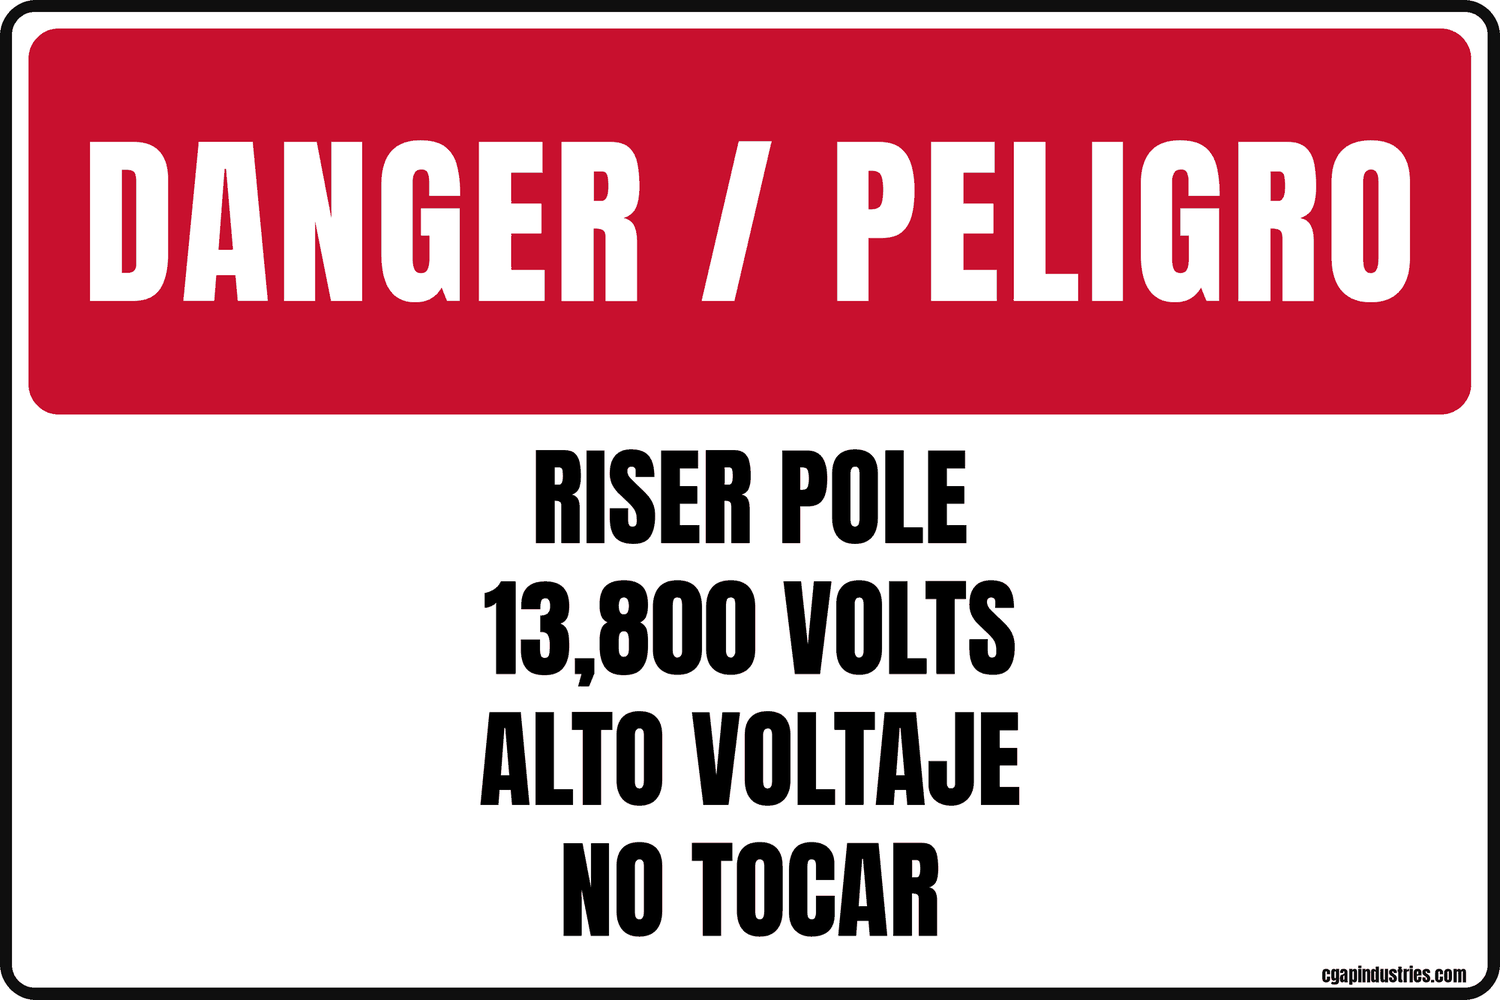 DANGER / PELIGRO
RISER POLE
13,800 VOLTS
ALTO VOLTAJE
NO TOCAR
cgapindustries.com